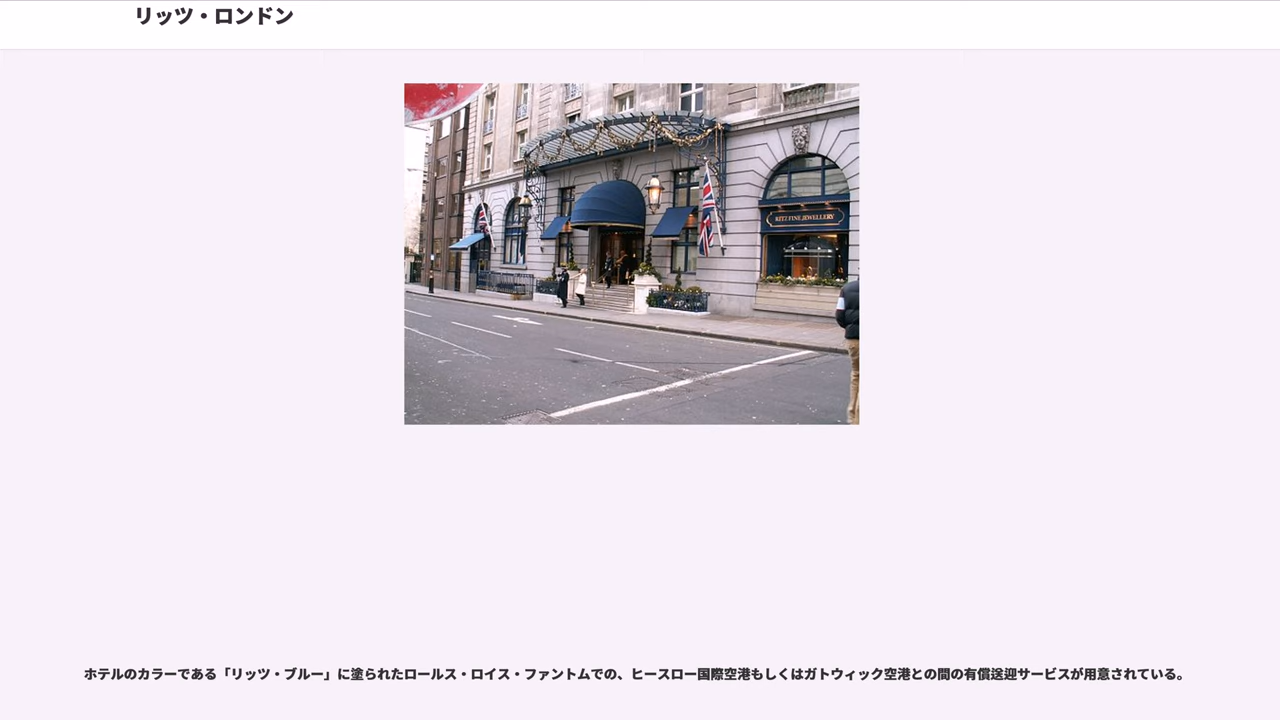 リッツ・ロンドン
RITZ FINE JEWELLERY
ホテルのカラーである「リッツ・ブルー」に塗られたロールス・ロイス・ファントムでの、ヒースロー国際空港もしくはガトウィック空港との間の有償送迎サービスが用意されている。